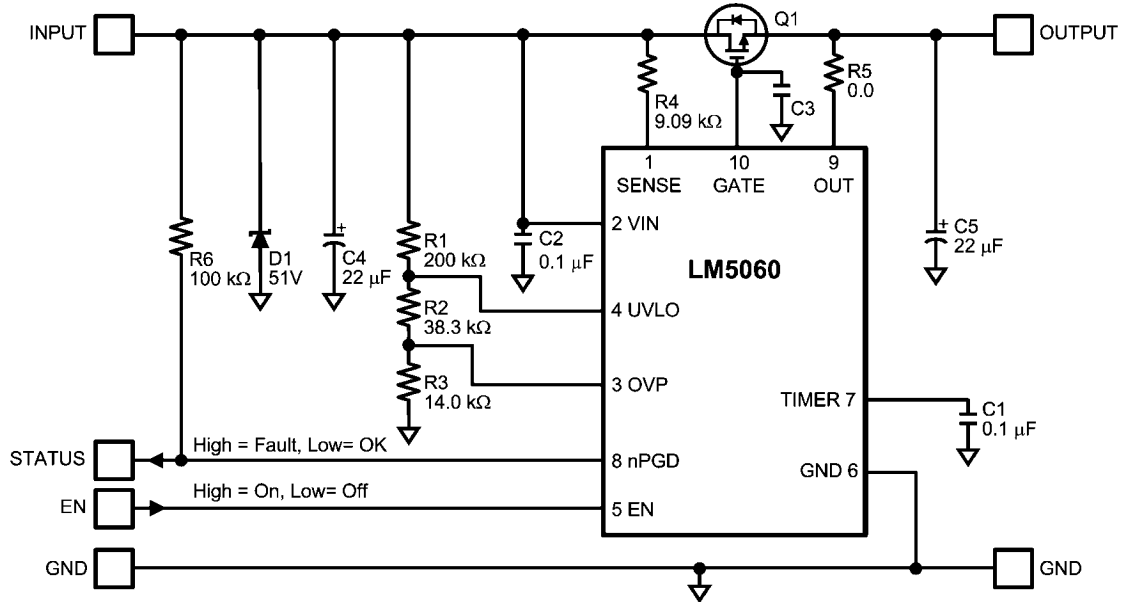 INPUT
Q1
OUTPUT
R4
9.09 kΩ
C3
R5
0.0
1
SENSE
10
GATE
9
OUT
R6
100 kΩ
D1
51V
C4
22 μF
+
R1
200 kΩ
C2
0.1 μF
2 VIN
LM5060
C5
22 μF
+
R2
38.3 kΩ
4 UVLO
R3
14.0 kΩ
3 OVP
TIMER 7
C1
0.1 μF
STATUS
High = Fault, Low= OK
8 nPGD
GND 6
EN
High = On, Low= Off
5 EN
GND
GND